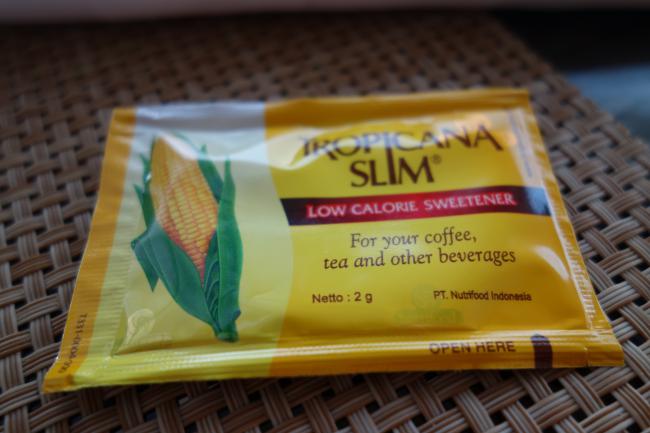 TROPICANA
SLIM®
LOW CALORIE SWEETENER
For your coffee,
tea and other beverages
Netto : 2 g
PT. Nutrifood Indonesia
OPEN HERE